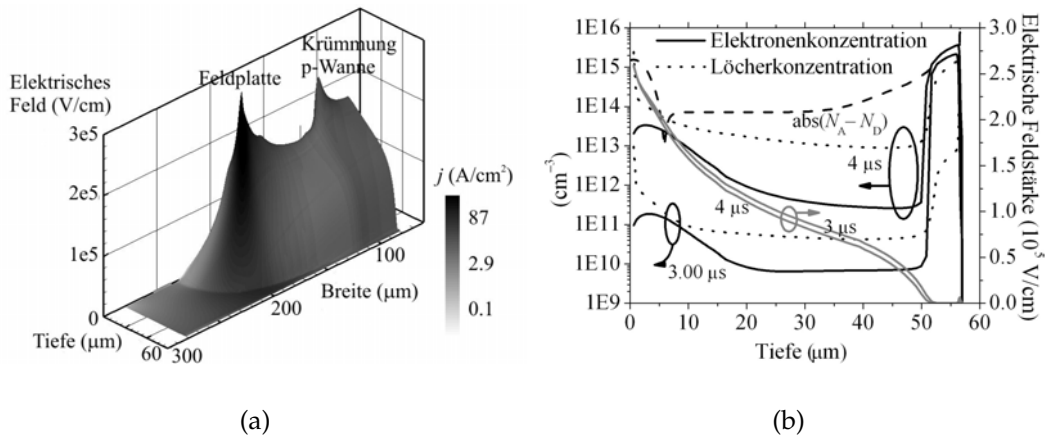 Elektrisches
Feld (V/cm)
Feldplatte
Krümmung
p-Wanne
3e5
2e5
1e5
0
Tiefe (µm)
60
300
200
100
Breite (µm)
j (A/cm²)
87
2.9
0.1
(a)
1E16
1E15
1E14
1E13
1E12
1E11
1E10
1E9
(cm⁻³)
Elektronenkonzentration
Löcherkonzentration
abs(N_A – N_D)
4 µs
4 µs
3 µs
3.00 µs
0 10 20 30 40 50 60
Tiefe (µm)
3.0
2.5
2.0
1.5
1.0
0.5
0.0
Elektrische Feldstärke (10⁵ V/cm)
(b)